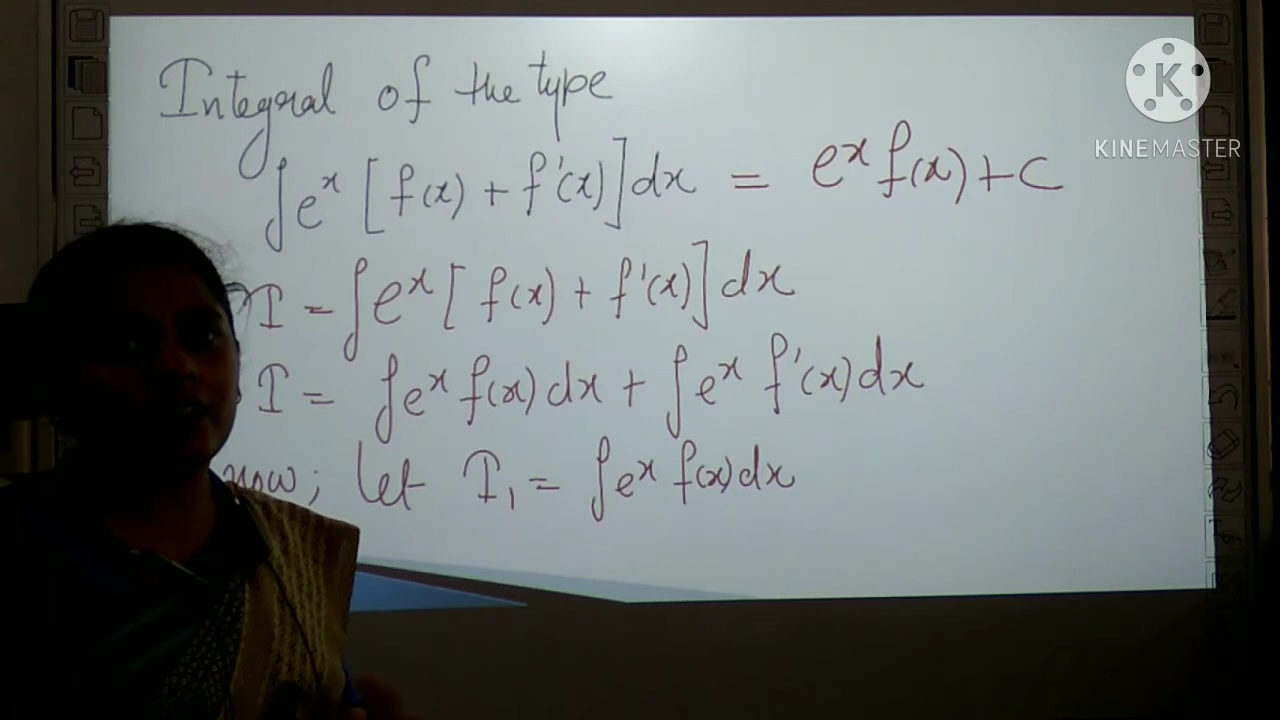 Integral of the type
∫eˣ [f(x) + f'(x)]dx = eˣ f(x) + C
I = ∫eˣ [f(x) + f'(x)]dx
I = ∫eˣ f(x)dx + ∫eˣ f'(x)dx
now; let I₁ = ∫eˣ f(x)dx
K
KINEMASTER